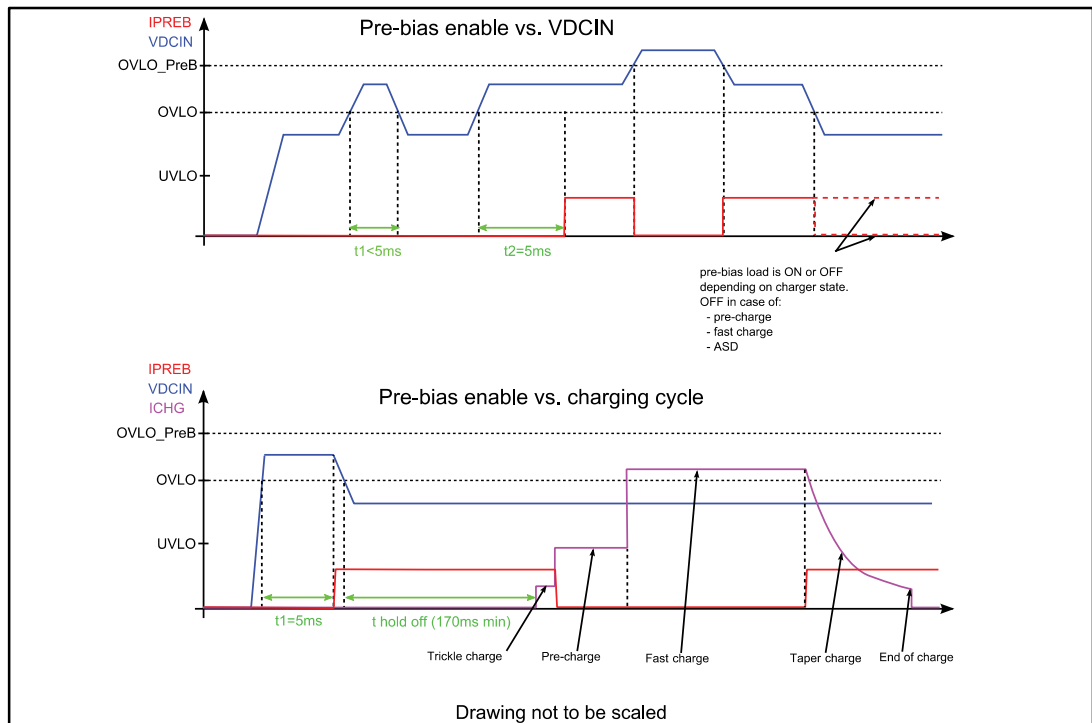 IPREB
Pre-bias enable vs. VDCIN
VDCIN
OVLO_PreB
OVLO
UVLO
t1<5ms
t2=5ms
pre-bias load is ON or OFF
depending on charger state.
OFF in case of:
- pre-charge
- fast charge
- ASD
IPREB
VDCIN
ICHG
Pre-bias enable vs. charging cycle
OVLO_PreB
OVLO
UVLO
t1=5ms
t hold off (170ms min)
Trickle charge
Pre-charge
Fast charge
Taper charge
End of charge
Drawing not to be scaled